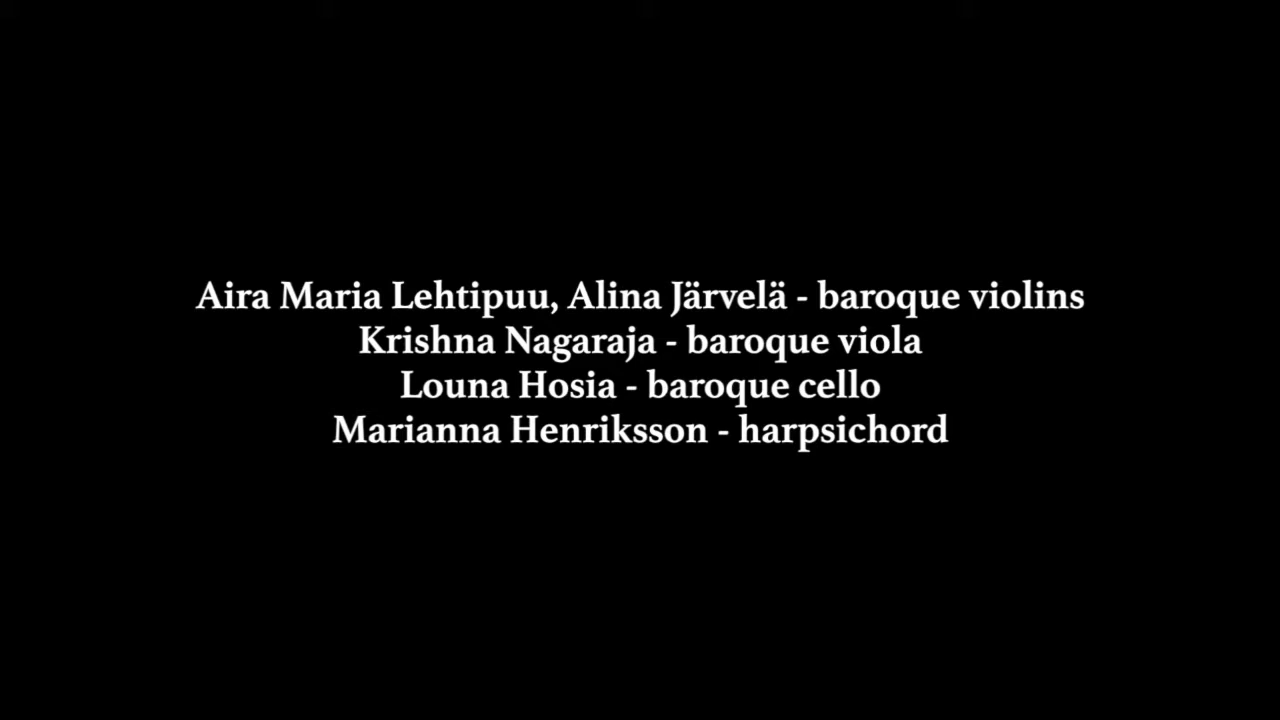 Aira Maria Lehtipuu, Alina Järvelä - baroque violins
Krishna Nagaraja - baroque viola
Louna Hosia - baroque cello
Marianna Henriksson - harpsichord